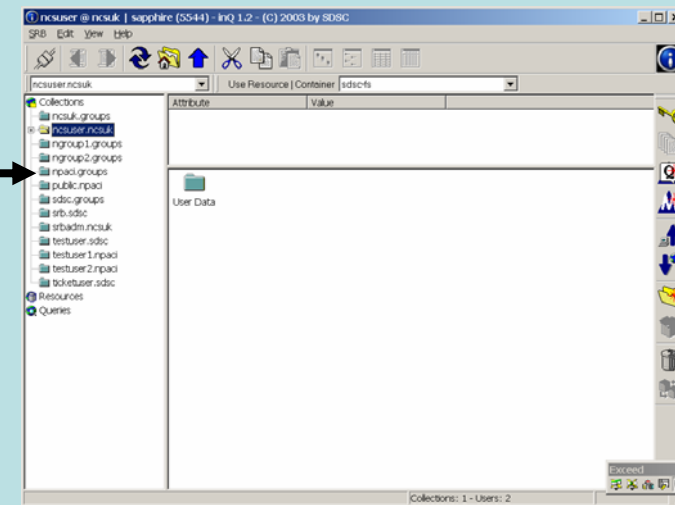 ncsuser @ ncsuk | sapphire (5544) - inQ 1.2 - (C) 2003 by SDSC
SRB Edit View Help
ncsuser.ncsuk Use Resource | Container sdsc-fs
Collections
ncsuk.groups
ncsuser.ncsuk
ngroup1.groups
ngroup2.groups
npaci.groups
public.npaci
sdsc.groups
srb.sdsc
srbadm.ncsuk
testuser.sdsc
testuser1.npaci
testuser2.npaci
ticketuser.sdsc
Resources
Queries
Attribute Value
User Data
Exceed
Collections: 1 - Users: 2